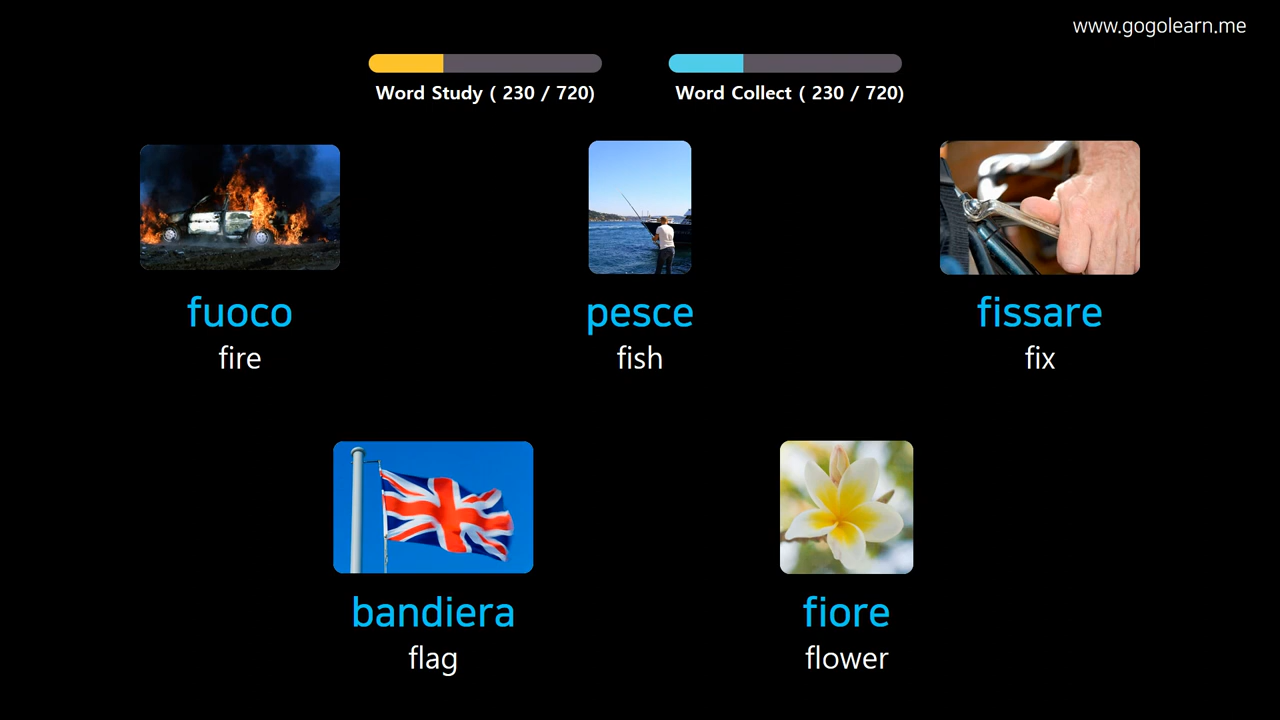 www.gogolearn.me
Word Study ( 230 / 720)
Word Collect ( 230 / 720)
fuoco
fire
pesce
fish
fissare
fix
bandiera
flag
fiore
flower